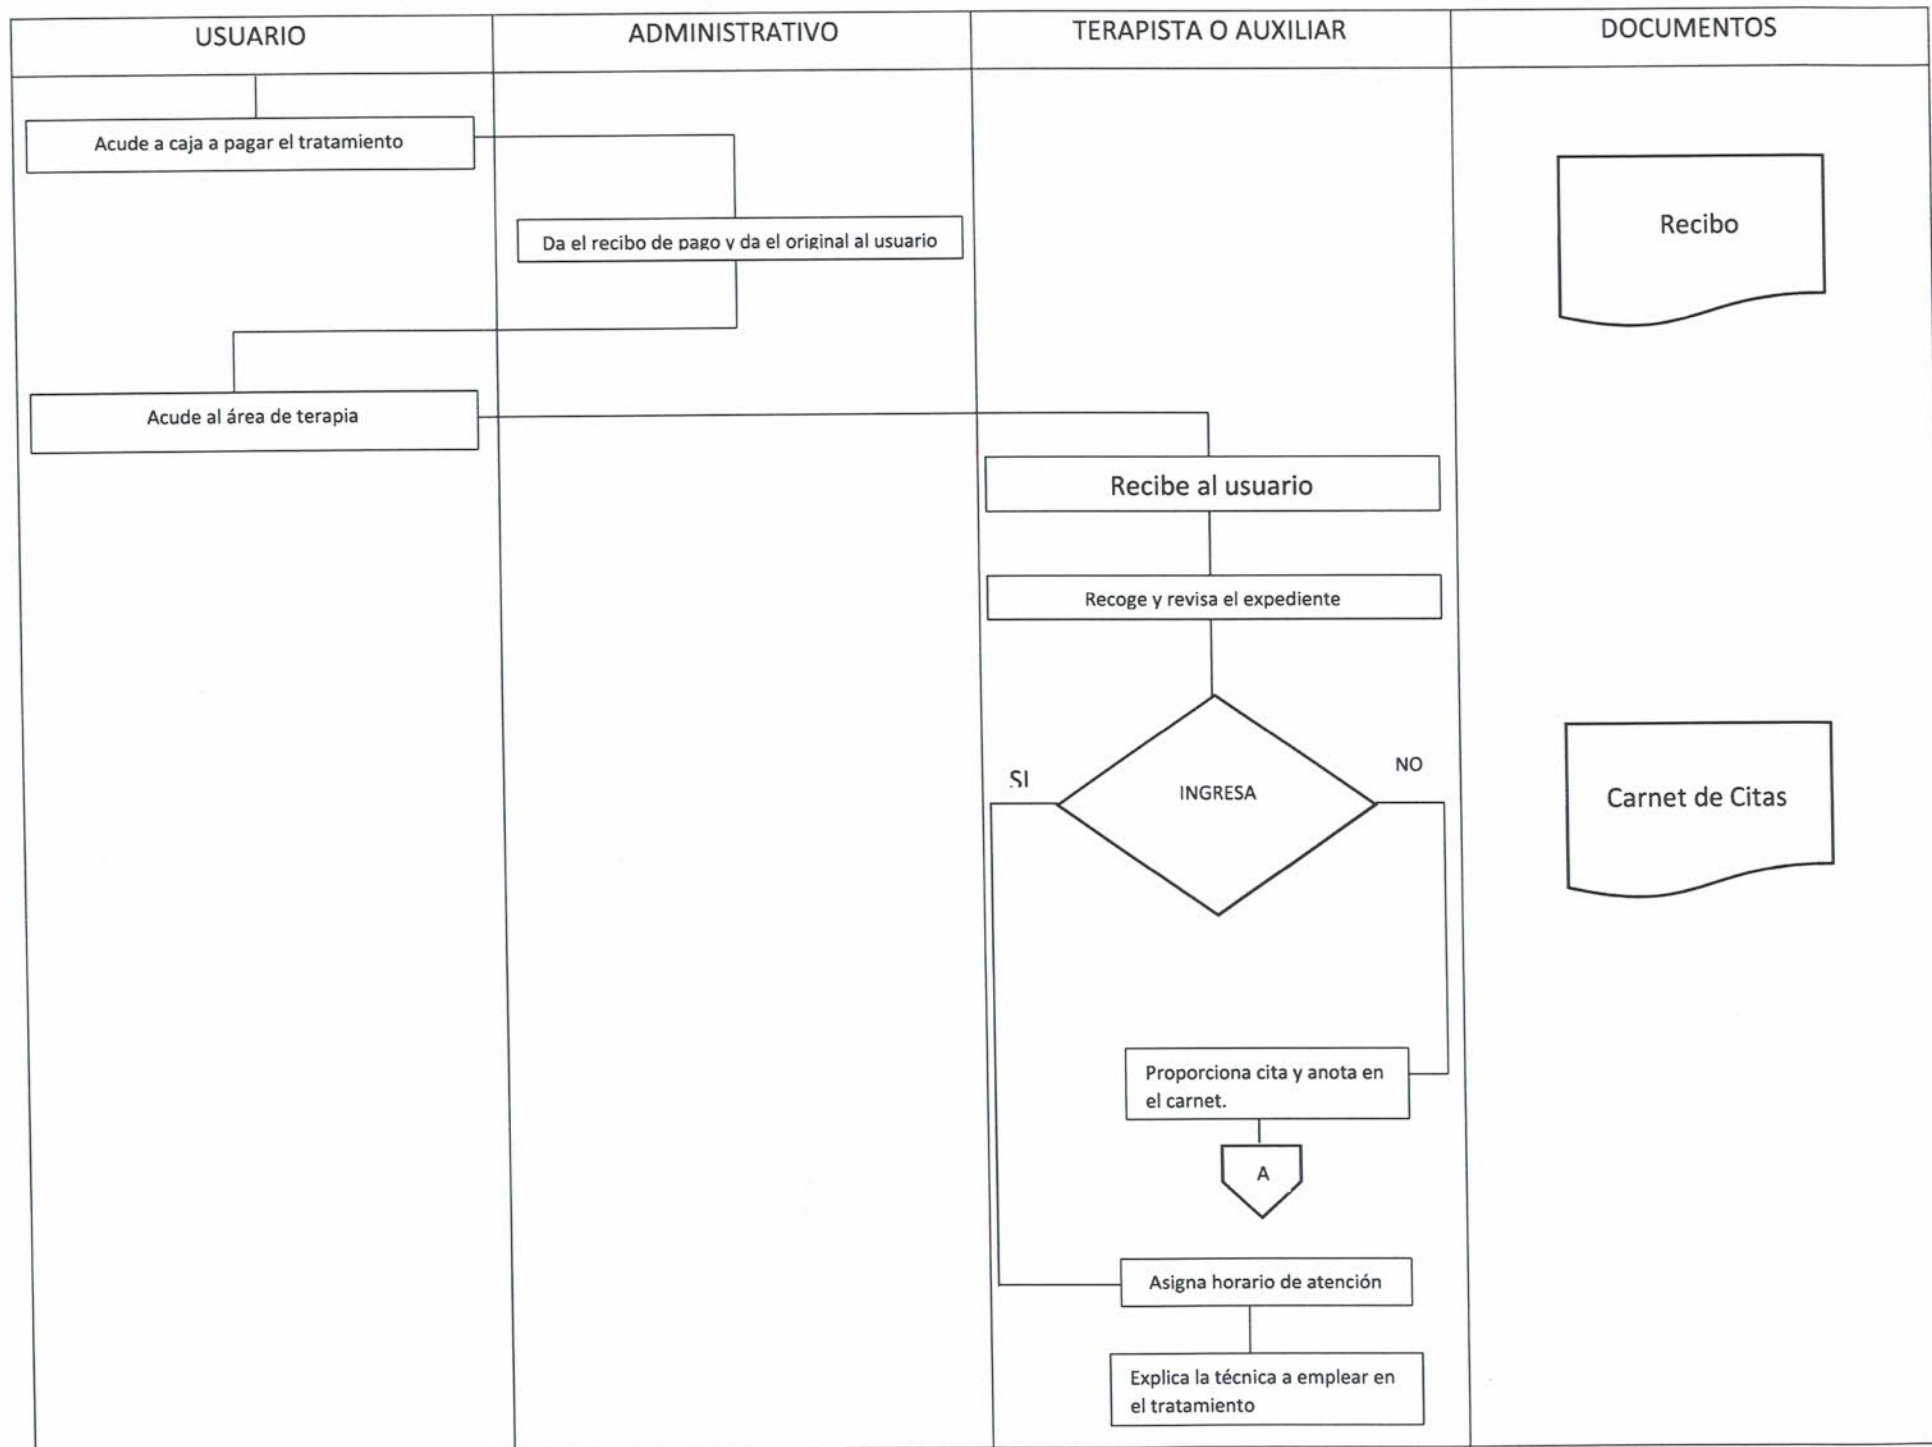 USUARIO
ADMINISTRATIVO
TERAPISTA O AUXILIAR
DOCUMENTOS
Acude a caja a pagar el tratamiento
Da el recibo de pago y da el original al usuario
Recibo
Acude al área de terapia
Recibe al usuario
Recoge y revisa el expediente
SI
INGRESA
NO
Carnet de Citas
Proporciona cita y anota en
el carnet.
A
Asigna horario de atención
Explica la técnica a emplear en
el tratamiento